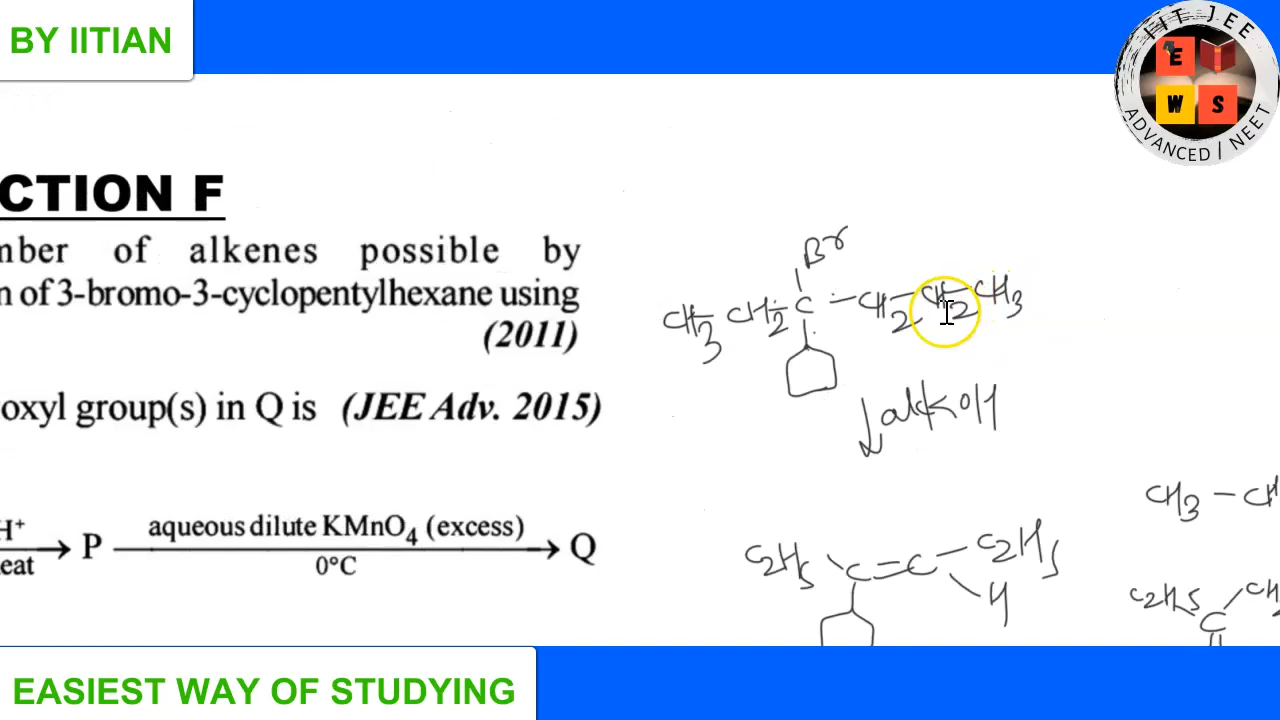 BY IITIAN
IIT JEE
E
W S
ADVANCED | NEET
CTION F
nber of alkenes possible by
n of 3-bromo-3-cyclopentylhexane using
(2011)
oxyl group(s) in Q is (JEE Adv. 2015)
H+
eat
P
aqueous dilute KMnO4 (excess)
0°C
Q
Br
CH3 CH2 C - CH2 - CH2 - CH3
CH3 - CH
C2H5 C = C C2H5
H
C2H5 C CH
EASIEST WAY OF STUDYING